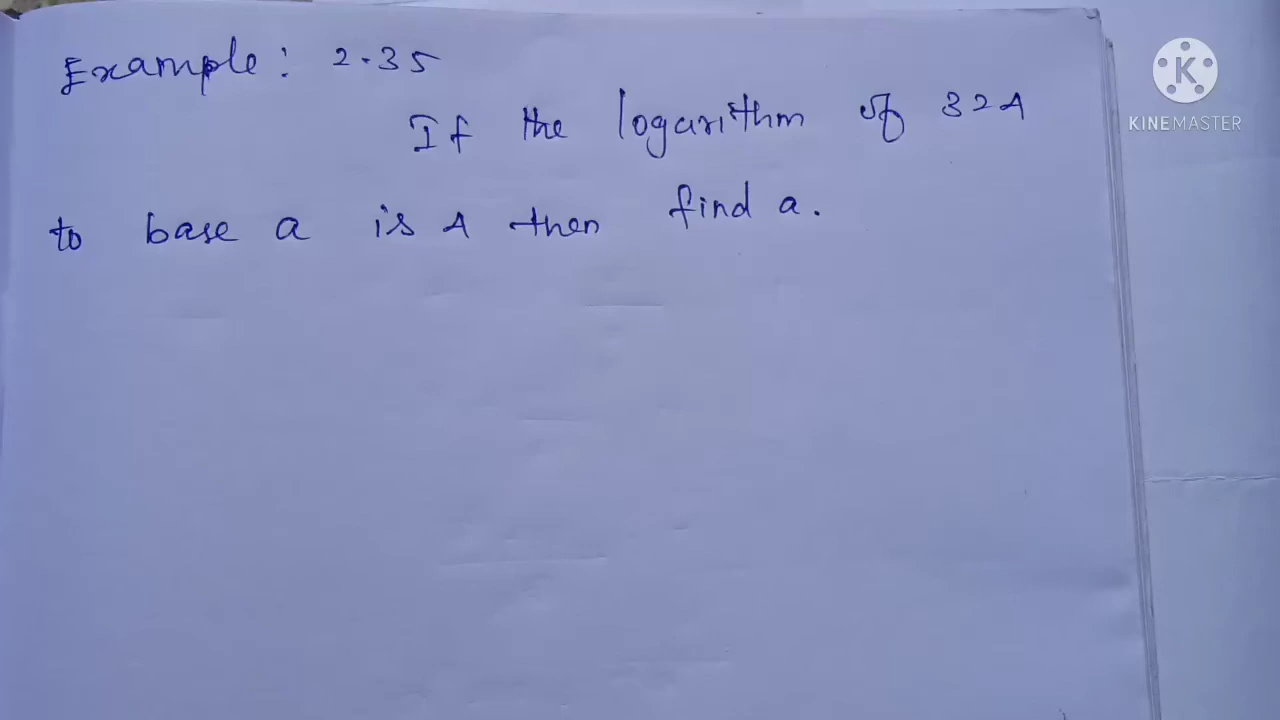 Example: 2.35
If the logarithm of 324
to base a is 4 then find a.
KINEMASTER